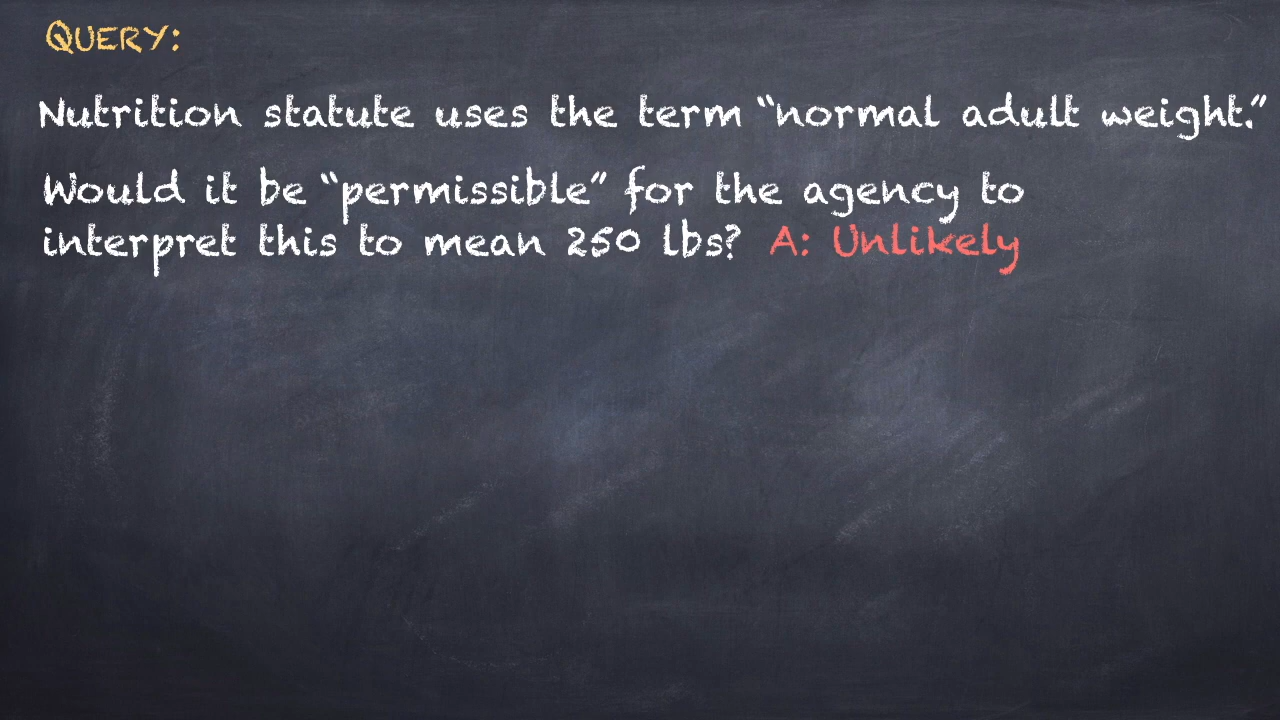 QUERY:
Nutrition statute uses the term “normal adult weight.”
Would it be “permissible” for the agency to
interpret this to mean 250 lbs? A: Unlikely